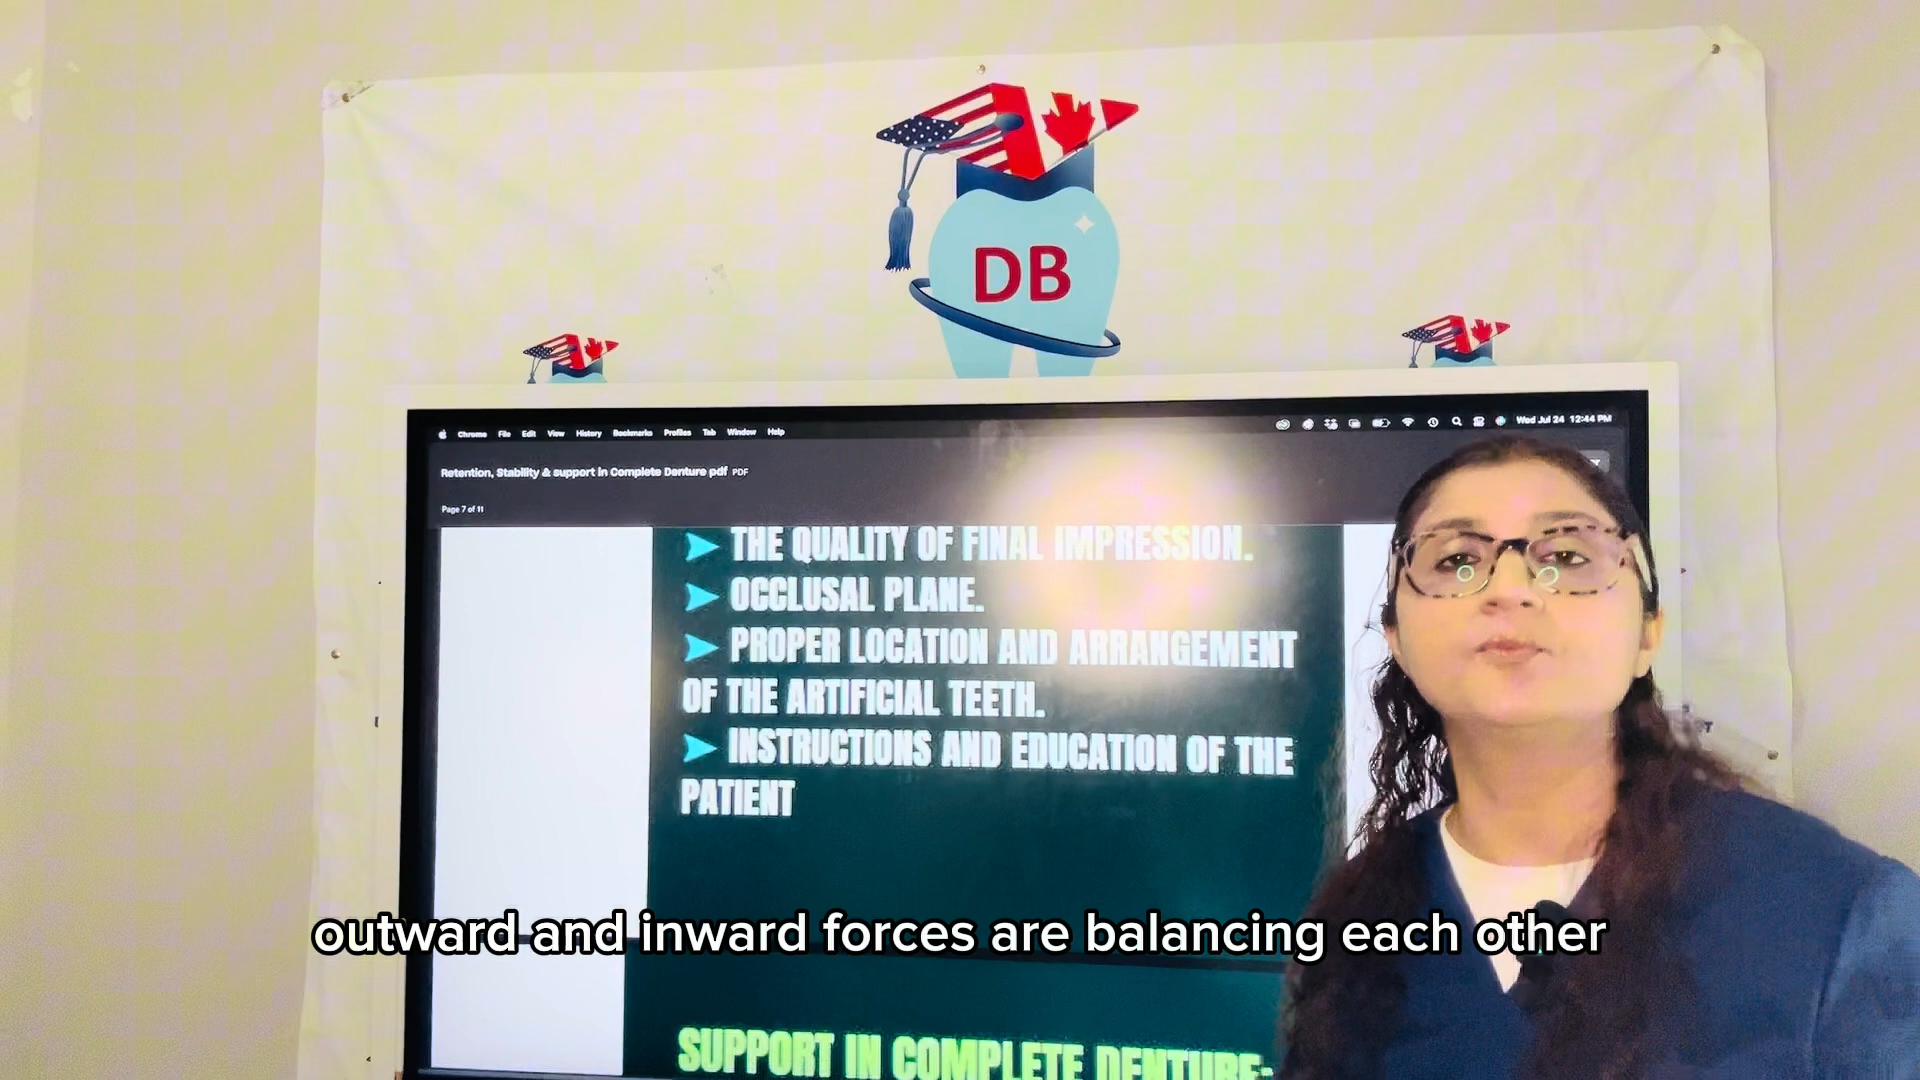 DB
Chrome File Edit View History Bookmarks Profiles Tab Window Help
Wed Jul 24 12:44 PM
Retention, Stability & support in Complete Denture pdf PDF
Page 7 of 11
THE QUALITY OF FINAL IMPRESSION.
OCCLUSAL PLANE.
PROPER LOCATION AND ARRANGEMENT
OF THE ARTIFICIAL TEETH.
INSTRUCTIONS AND EDUCATION OF THE
PATIENT
outward and inward forces are balancing each other
SUPPORT IN COMPLETE DENTURE: